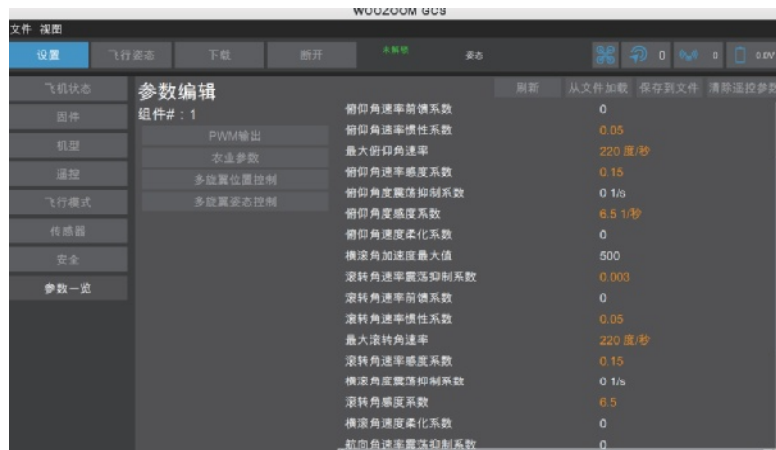 WOOZOOM GCS
文件 视图
设置 飞行姿态 下载 断开 未解锁 姿态 0 0 0.0V
飞机状态
固件
机型
遥控
飞行模式
传感器
安全
参数一览
参数编辑
组件# : 1
PWM输出
农业参数
多旋翼位置控制
多旋翼姿态控制
刷新 从文件加载 保存到文件 清除遥控参数
俯仰角速率前馈系数 0
俯仰角速率惯性系数 0.05
最大俯仰角速率 220 度/秒
俯仰角速率感度系数 0.15
俯仰角度震荡抑制系数 0 1/s
俯仰角度感度系数 6.5 1/秒
俯仰角速度柔化系数 0
横滚角加速度最大值 500
滚转角速率震荡抑制系数 0.003
滚转角速率前馈系数 0
滚转角速率惯性系数 0.05
最大滚转角速率 220 度/秒
滚转角速率感度系数 0.15
横滚角度震荡抑制系数 0 1/s
滚转角感度系数 6.5
横滚角速度柔化系数 0
航向角速率震荡抑制系数 0